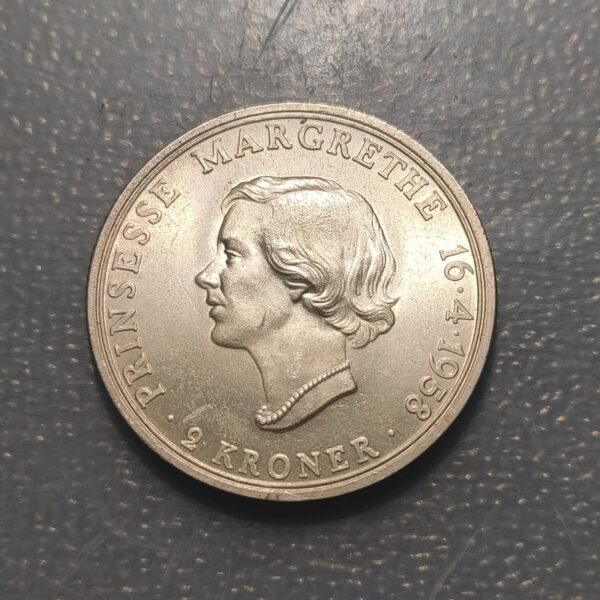 PRINSESSE MARGRETHE 16·4·1958
· 2 KRONER ·